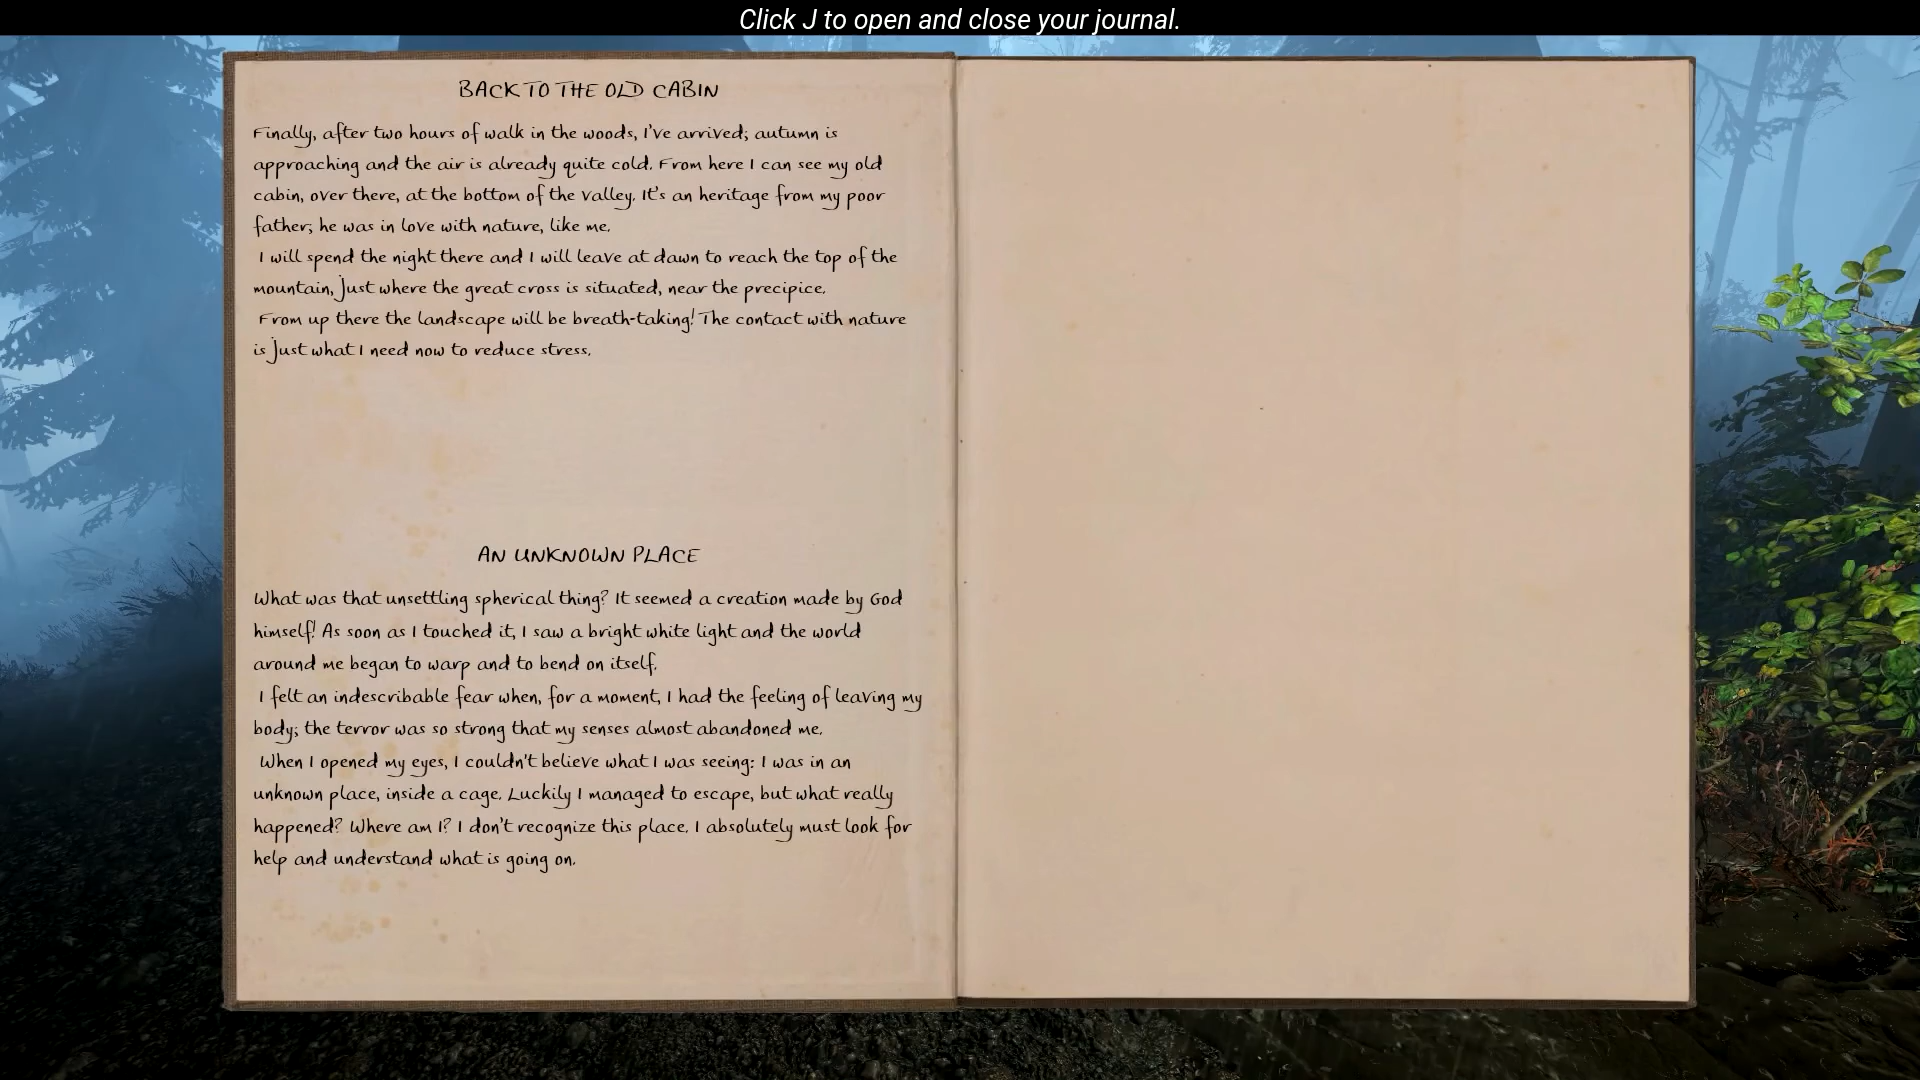 Click J to open and close your journal.
BACK TO THE OLD CABIN
Finally, after two hours of walk in the woods, I've arrived; autumn is
approaching and the air is already quite cold. From here I can see my old
cabin, over there, at the bottom of the valley. It's an heritage from my poor
father; he was in love with nature, like me.
I will spend the night there and I will leave at dawn to reach the top of the
mountain, just where the great cross is situated, near the precipice.
From up there the landscape will be breath-taking! The contact with nature
is just what I need now to reduce stress.
AN UNKNOWN PLACE
What was that unsettling spherical thing? It seemed a creation made by God
himself! As soon as I touched it, I saw a bright white light and the world
around me began to warp and to bend on itself.
I felt an indescribable fear when, for a moment, I had the feeling of leaving my
body; the terror was so strong that my senses almost abandoned me.
When I opened my eyes, I couldn't believe what I was seeing: I was in an
unknown place, inside a cage. Luckily I managed to escape, but what really
happened? Where am I? I don't recognize this place. I absolutely must look for
help and understand what is going on.